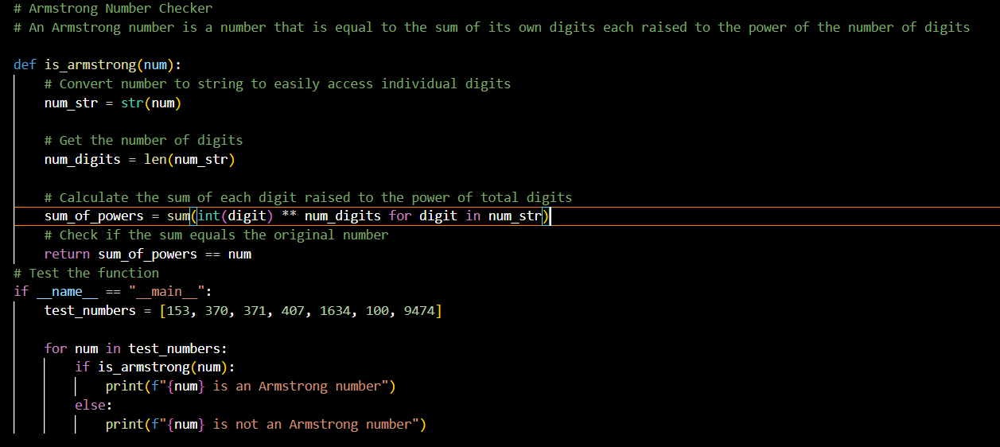 # Armstrong Number Checker
# An Armstrong number is a number that is equal to the sum of its own digits each raised to the power of the number of digits
def is_armstrong(num):
    # Convert number to string to easily access individual digits
    num_str = str(num)
    # Get the number of digits
    num_digits = len(num_str)
    # Calculate the sum of each digit raised to the power of total digits
    sum_of_powers = sum(int(digit) ** num_digits for digit in num_str)
    # Check if the sum equals the original number
    return sum_of_powers == num
# Test the function
if __name__ == "__main__":
    test_numbers = [153, 370, 371, 407, 1634, 100, 9474]
    for num in test_numbers:
        if is_armstrong(num):
            print(f"{num} is an Armstrong number")
        else:
            print(f"{num} is not an Armstrong number")